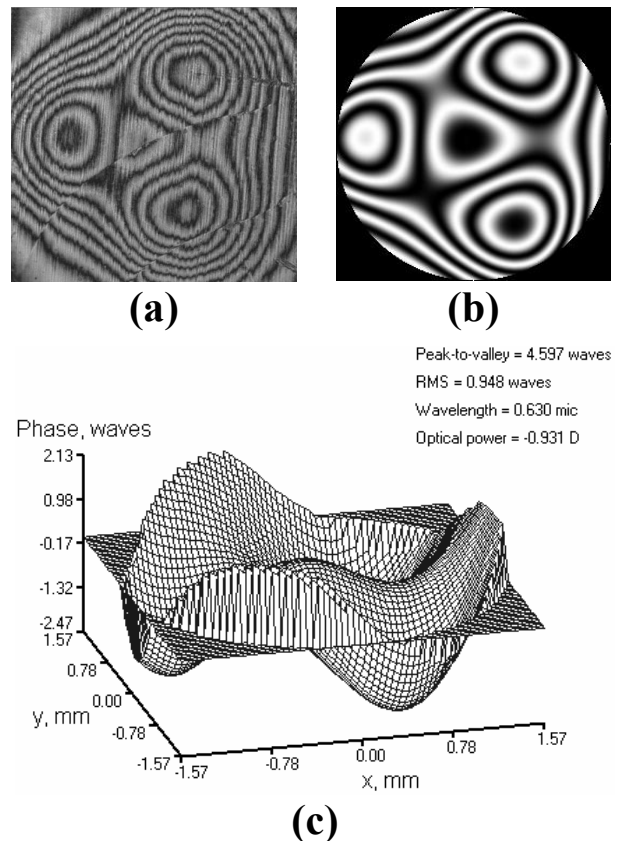 (a)
(b)
Peak-to-valley = 4.597 waves
RMS = 0.948 waves
Wavelength = 0.630 mic
Optical power = -0.931 D
Phase, waves
2.13
0.98
-0.17
-1.32
-2.47
1.57
0.78
0.00
-0.78
-1.57
y, mm
-1.57
-0.78
0.00
0.78
1.57
x, mm
(c)